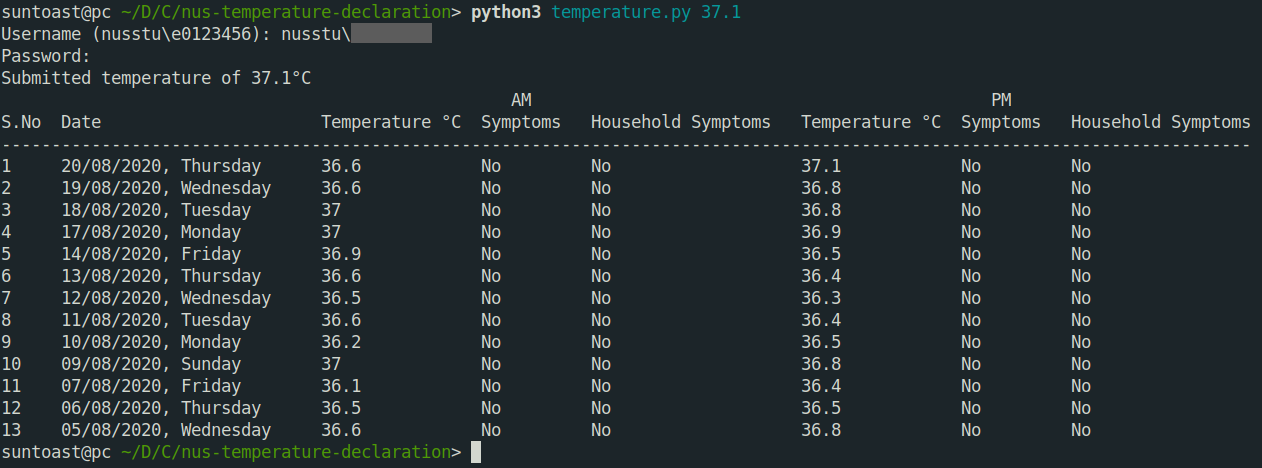 suntoast@pc ~/D/C/nus-temperature-declaration> python3 temperature.py 37.1
Username (nusstu\e0123456): nusstu\
Password:
Submitted temperature of 37.1°C
AM PM
S.No Date Temperature °C Symptoms Household Symptoms Temperature °C Symptoms Household Symptoms
-----------------------------------------------------------------------------------------------------------------------------
1 20/08/2020, Thursday 36.6 No No 37.1 No No
2 19/08/2020, Wednesday 36.6 No No 36.8 No No
3 18/08/2020, Tuesday 37 No No 36.8 No No
4 17/08/2020, Monday 37 No No 36.9 No No
5 14/08/2020, Friday 36.9 No No 36.5 No No
6 13/08/2020, Thursday 36.6 No No 36.4 No No
7 12/08/2020, Wednesday 36.5 No No 36.3 No No
8 11/08/2020, Tuesday 36.6 No No 36.4 No No
9 10/08/2020, Monday 36.2 No No 36.5 No No
10 09/08/2020, Sunday 37 No No 36.8 No No
11 07/08/2020, Friday 36.1 No No 36.4 No No
12 06/08/2020, Thursday 36.5 No No 36.5 No No
13 05/08/2020, Wednesday 36.6 No No 36.8 No No
suntoast@pc ~/D/C/nus-temperature-declaration>